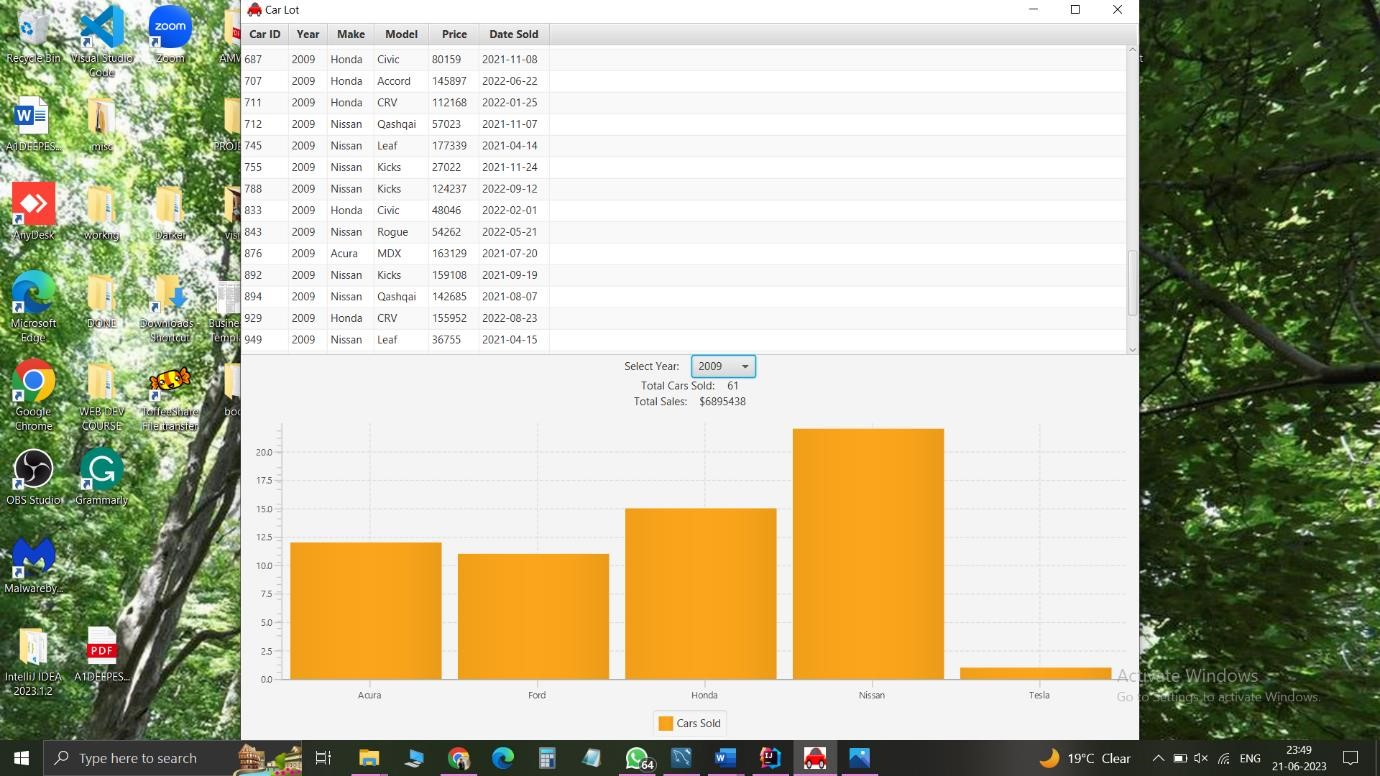 Car Lot
Car ID Year Make Model Price Date Sold
687 2009 Honda Civic 80159 2021-11-08
707 2009 Honda Accord 145897 2022-06-22
711 2009 Honda CRV 112168 2022-01-25
712 2009 Nissan Qashqai 57023 2021-11-07
745 2009 Nissan Leaf 177339 2021-04-14
755 2009 Nissan Kicks 27022 2021-11-24
788 2009 Nissan Kicks 124237 2022-09-12
833 2009 Honda Civic 48046 2022-02-01
843 2009 Nissan Rogue 54262 2022-05-21
876 2009 Acura MDX 163129 2021-07-20
892 2009 Nissan Kicks 159108 2021-09-19
894 2009 Nissan Qashqai 142685 2021-08-07
929 2009 Honda CRV 155952 2022-08-23
949 2009 Nissan Leaf 36755 2021-04-15
Select Year: 2009
Total Cars Sold: 61
Total Sales: $6895438
20.0
17.5
15.0
12.5
10.0
7.5
5.0
2.5
0.0
Acura Ford Honda Nissan Tesla
Cars Sold
Recycle Bin
Visual Studio Code
zoom
Zoom
A1DEEPES...
misc
AnyDesk
workng
Darker
Microsoft Edge
DONE
Downloads - Shortcut
Busine
Templ
Google Chrome
WEB DEV COURSE
ToffeeShare File transfer
boo
OBS Studio
Grammarly
Malwareby...
IntelliJ IDEA 2023.1.2
PDF
A1DEEPES...
Activate Windows
Go to Settings to activate Windows.
Type here to search
64
19°C Clear
ENG
23:49
21-06-2023